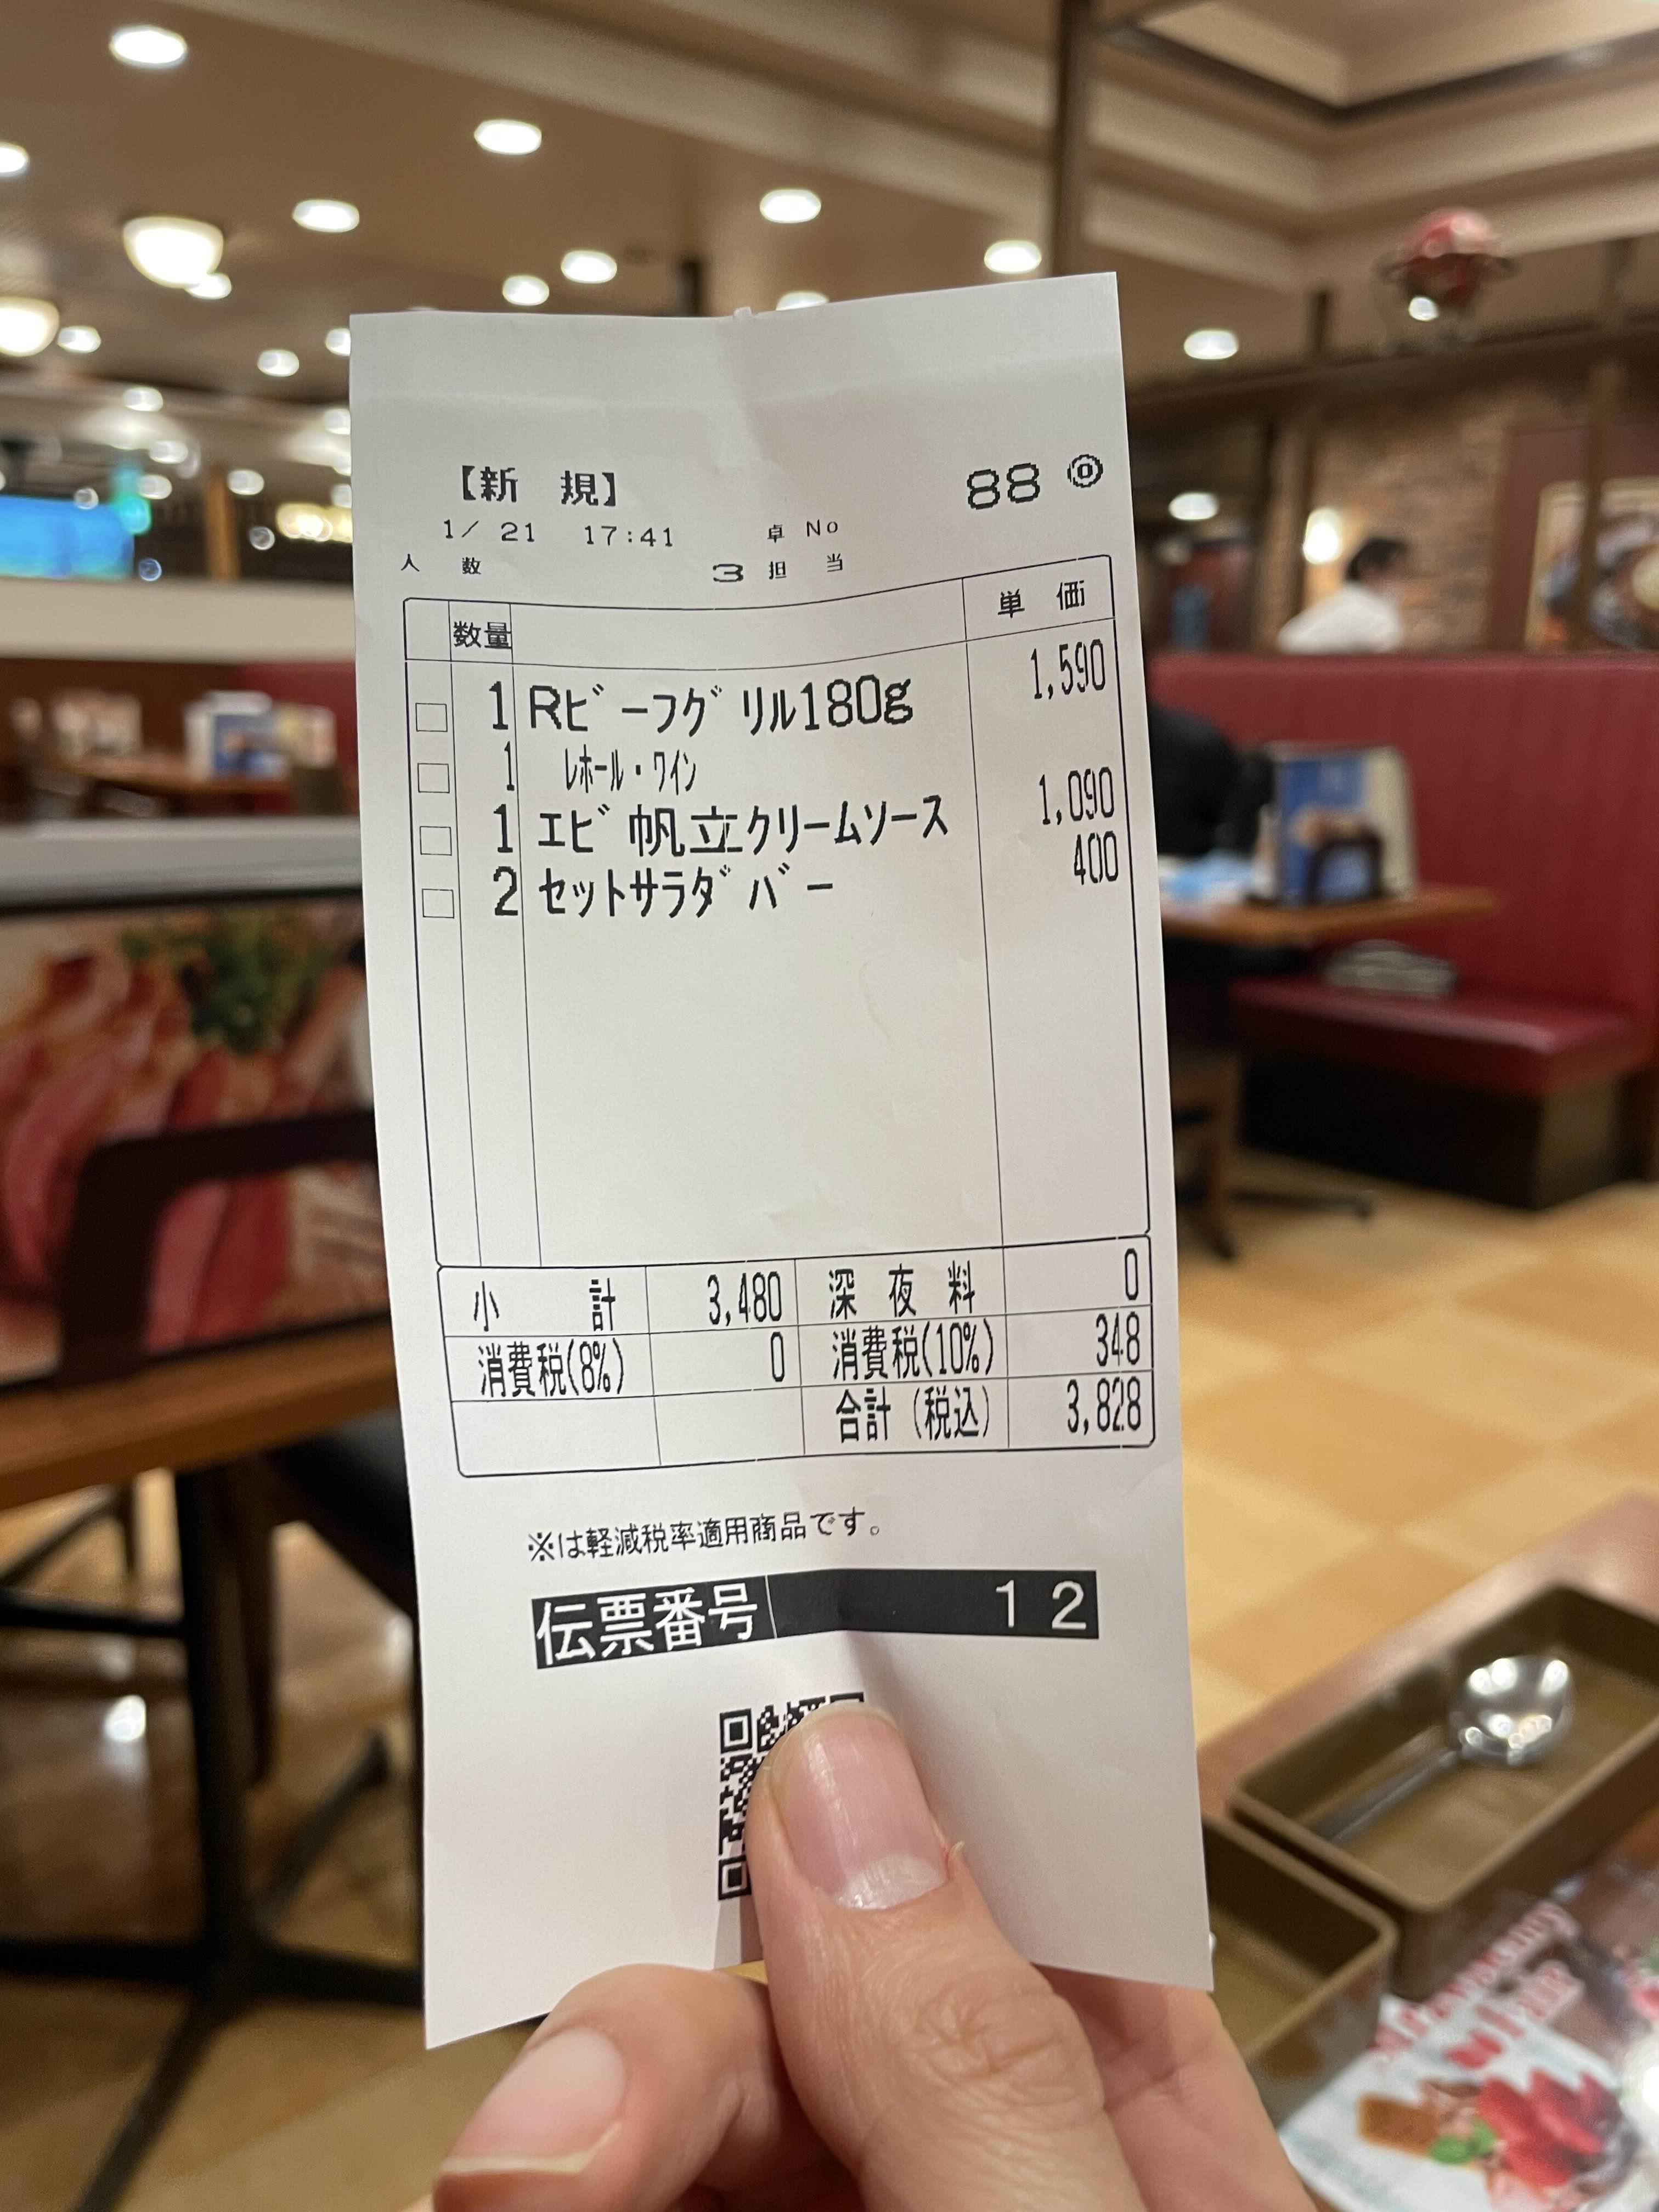 【新 規】 88 ◎
1/ 21 17:41 卓 No
人 数 3 担 当
数量 単 価
1 Rビーフグリル180g 1,590
1 レホール・ワイン
1 エビ帆立クリームソース 1,090
2 セットサラダバー 400
小 計 3,480 深 夜 料 0
消費税(8%) 0 消費税(10%) 348
合計 (税込) 3,828
※は軽減税率適用商品です。
伝票番号 12